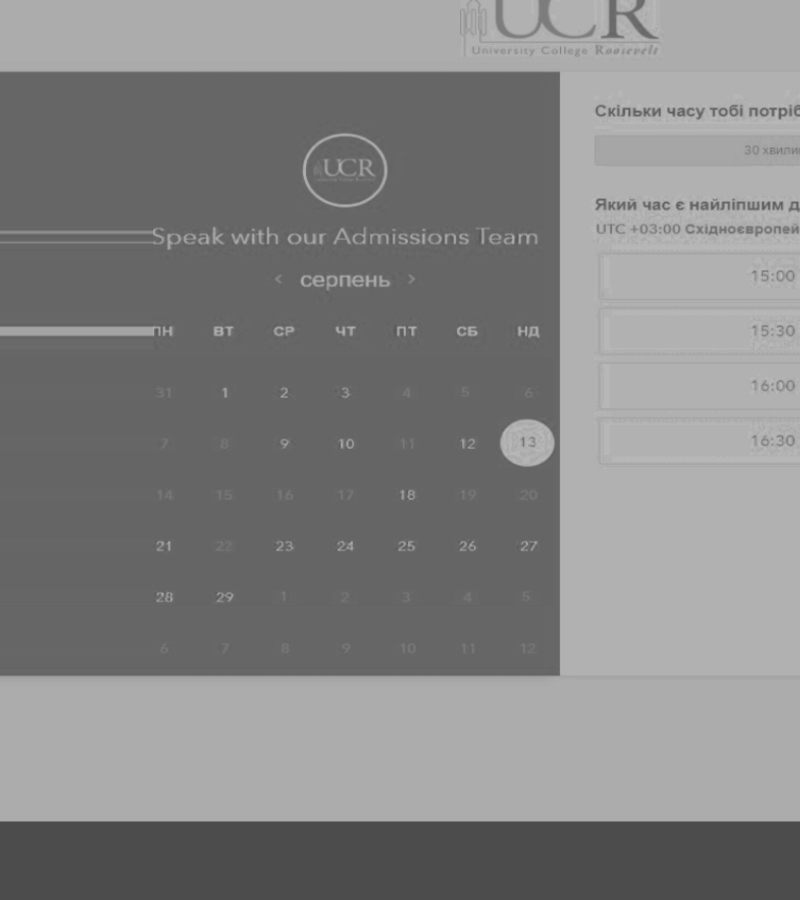 UCR
University College Roosevelt
UCR
Speak with our Admissions Team
‹ серпень ›
ПН ВТ СР ЧТ ПТ СБ НД
31 1 2 3 4 5 6
7 8 9 10 11 12 13
14 15 16 17 18 19 20
21 22 23 24 25 26 27
28 29 1 2 3 4 5
6 7 8 9 10 11 12
Скільки часу тобі потріб
30 хвилин
Який час є найліпшим д
UTC +03:00 Східноєвропей
15:00
15:30
16:00
16:30